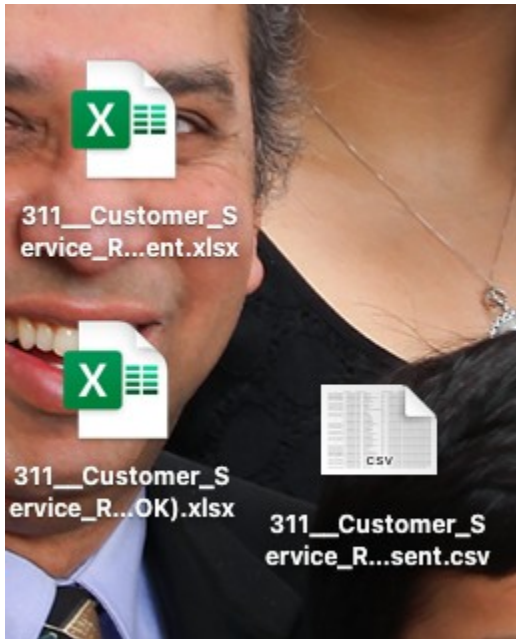 X
311__Customer_S
ervice_R...ent.xlsx
X
311__Customer_S
ervice_R...OK).xlsx
CSV
311__Customer_S
ervice_R...sent.csv